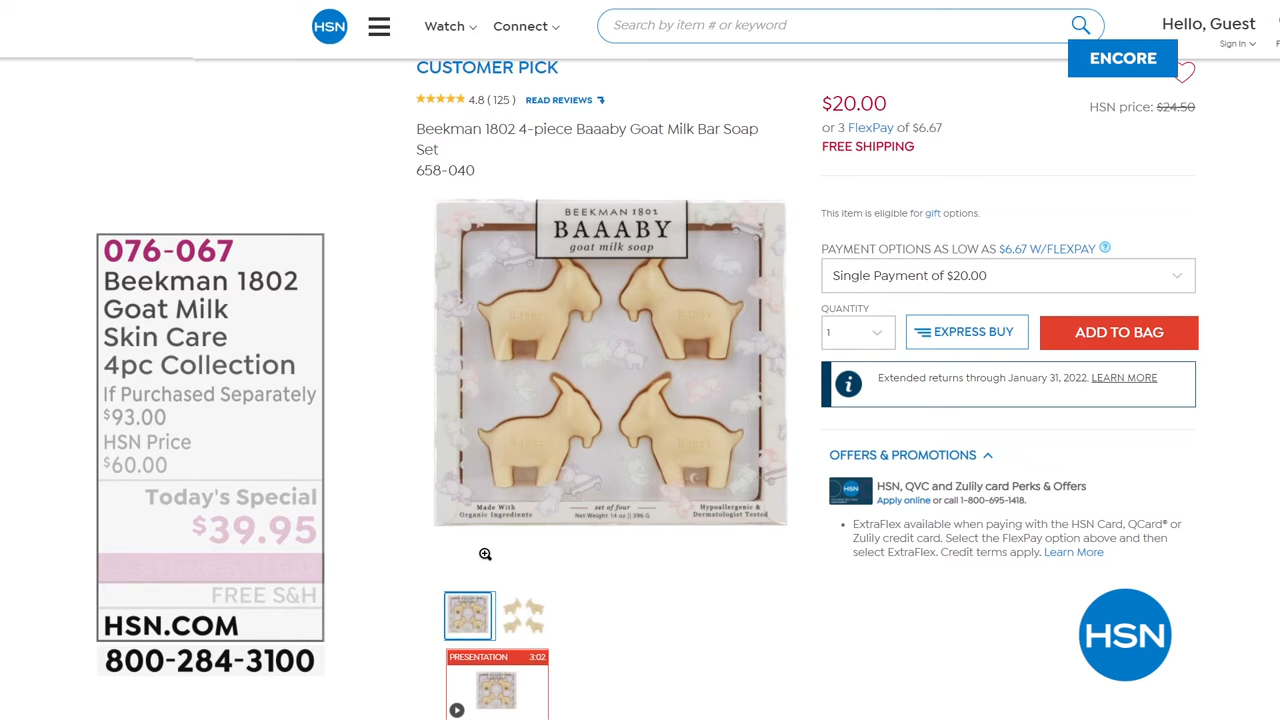 HSN
Watch
Connect
Search by item # or keyword
Hello, Guest
Sign In
ENCORE
CUSTOMER PICK
4.8 ( 125 ) READ REVIEWS
Beekman 1802 4-piece Baaaby Goat Milk Bar Soap
Set
658-040
$20.00
HSN price: $24.50
or 3 FlexPay of $6.67
FREE SHIPPING
This item is eligible for gift options.
PAYMENT OPTIONS AS LOW AS $6.67 W/FLEXPAY ?
Single Payment of $20.00
QUANTITY
1
EXPRESS BUY
ADD TO BAG
Extended returns through January 31, 2022. LEARN MORE
OFFERS & PROMOTIONS
HSN
HSN, QVC and Zulily card Perks & Offers
Apply online or call 1-800-695-1418.
ExtraFlex available when paying with the HSN Card, QCard® or
Zulily credit card. Select the FlexPay option above and then
select ExtraFlex. Credit terms apply. Learn More
BEEKMAN 1802
BAAABY
goat milk soap
Made With
Organic Ingredients
set of four
Net Weight 14 oz || 396 G
Hypoallergenic &
Dermatologist Tested
PRESENTATION 3:02
076-067
Beekman 1802
Goat Milk
Skin Care
4pc Collection
If Purchased Separately
$93.00
HSN Price
$60.00
Today's Special
$39.95
FREE S&H
HSN.COM
800-284-3100
HSN